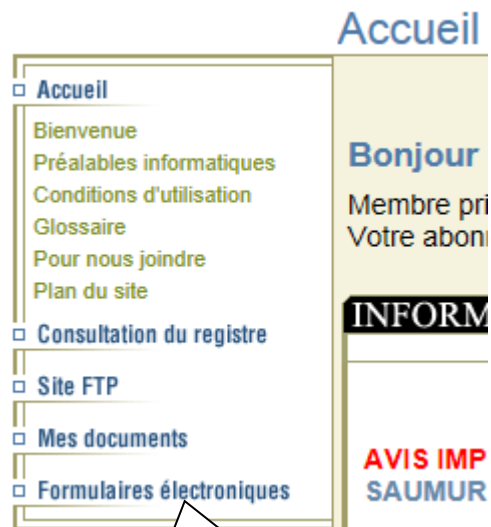 Accueil
Accueil
Bienvenue
Préalables informatiques
Conditions d'utilisation
Glossaire
Pour nous joindre
Plan du site
Consultation du registre
Site FTP
Mes documents
Formulaires électroniques
Bonjour
Membre pri
Votre abon
INFORM
AVIS IMP
SAUMUR